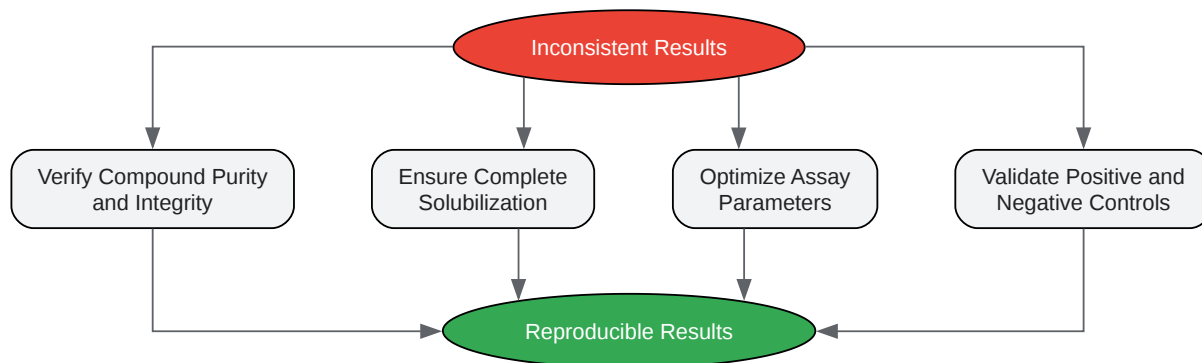 Inconsistent Results
Verify Compound Purity
and Integrity
Ensure Complete
Solubilization
Optimize Assay
Parameters
Validate Positive and
Negative Controls
Reproducible Results